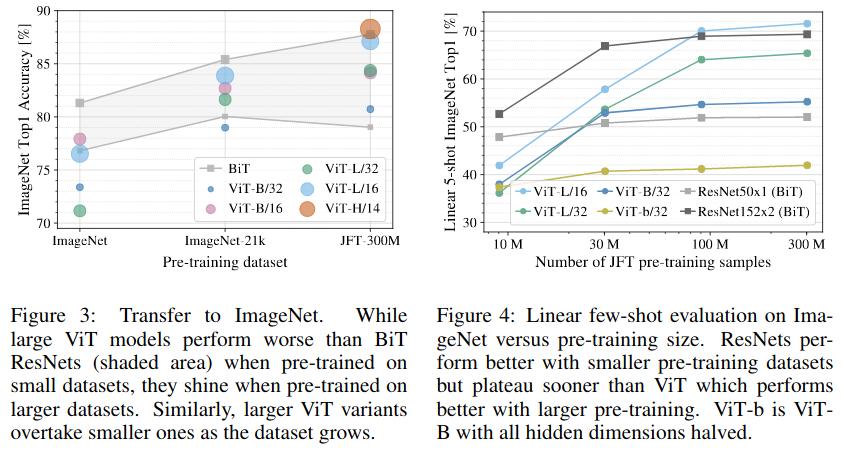 ImageNet Top1 Accuracy [%]
90
85
80
75
70
BiT
ViT-B/32
ViT-B/16
ViT-L/32
ViT-L/16
ViT-H/14
ImageNet
ImageNet-21k
JFT-300M
Pre-training dataset
Linear 5-shot ImageNet Top1 [%]
70
60
50
40
30
ViT-L/16
ViT-L/32
ViT-B/32
ViT-b/32
ResNet50x1 (BiT)
ResNet152x2 (BiT)
10 M
30 M
100 M
300 M
Number of JFT pre-training samples
Figure 3: Transfer to ImageNet. While
large ViT models perform worse than BiT
ResNets (shaded area) when pre-trained on
small datasets, they shine when pre-trained on
larger datasets. Similarly, larger ViT variants
overtake smaller ones as the dataset grows.
Figure 4: Linear few-shot evaluation on Ima-
geNet versus pre-training size. ResNets per-
form better with smaller pre-training datasets
but plateau sooner than ViT which performs
better with larger pre-training. ViT-b is ViT-
B with all hidden dimensions halved.